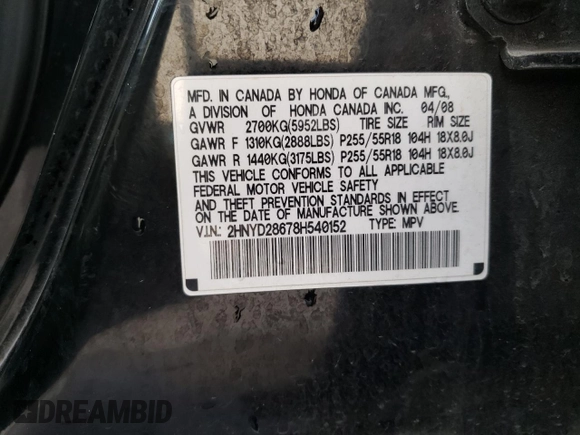 MFD. IN CANADA BY HONDA OF CANADA MFG.,
A DIVISION OF HONDA CANADA INC. 04/08
GVWR 2700KG(5952LBS) TIRE SIZE RIM SIZE
GAWR F 1310KG(2888LBS) P255/55R18 104H 18X8.0J
GAWR R 1440KG(3175LBS) P255/55R18 104H 18X8.0J
THIS VEHICLE CONFORMS TO ALL APPLICABLE
FEDERAL MOTOR VEHICLE SAFETY
AND THEFT PREVENTION STANDARDS IN EFFECT ON
THE DATE OF MANUFACTURE SHOWN ABOVE.
V.I.N.: 2HNYD28678H540152 TYPE: MPV
DREAMBID